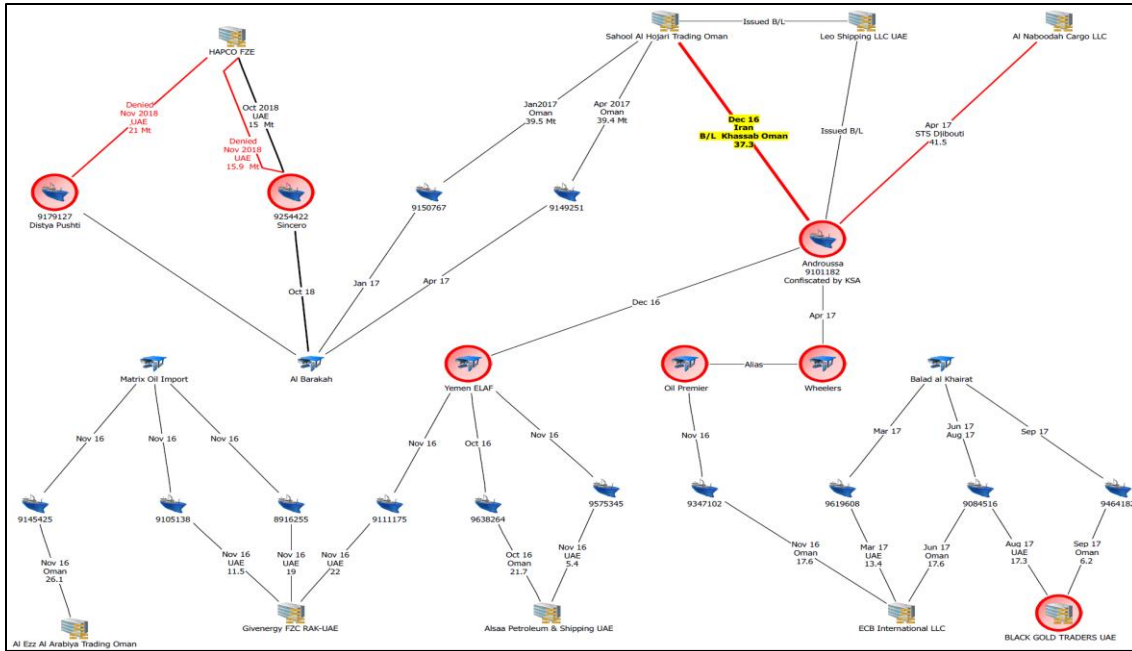 HAPCO FZE
Sahool Al Hojari Trading Oman
Issued B/L
Leo Shipping LLC UAE
Al Naboodah Cargo LLC
Denied
Nov 2018
UAE
21 Mt
Oct 2018
UAE
15 Mt
Denied
Nov 2018
UAE
15.9 Mt
Jan2017
Oman
39.5 Mt
Apr 2017
Oman
39.4 Mt
Dec 16
Iran
B/L Khassab Oman
37.3
Issued B/L
Apr 17
STS Djibouti
41.5
9179127
Distya Pushti
9254422
Sincero
9150767
9149251
Androussa
9101182
Confiscated by KSA
Oct 18
Jan 17
Apr 17
Dec 16
Apr 17
Matrix Oil Import
Al Barakah
Yemen ELAF
Oil Premier
Alias
Wheelers
Balad al Khairat
Nov 16
Nov 16
Nov 16
Nov 16
Oct 16
Nov 16
Nov 16
Mar 17
Jun 17
Aug 17
Sep 17
9145425
9105138
8916255
9111175
9638264
9575345
9347102
9619608
9084516
9464182
Nov 16
Oman
26.1
Nov 16
UAE
11.5
Nov 16
UAE
19
Nov 16
UAE
22
Oct 16
Oman
21.7
Nov 16
UAE
5.4
Nov 16
Oman
17.6
Mar 17
UAE
13.4
Jun 17
Oman
17.6
Aug 17
UAE
17.3
Sep 17
Oman
6.2
Al Ezz Al Arabiya Trading Oman
Givenergy FZC RAK-UAE
Alsaa Petroleum & Shipping UAE
ECB International LLC
BLACK GOLD TRADERS UAE